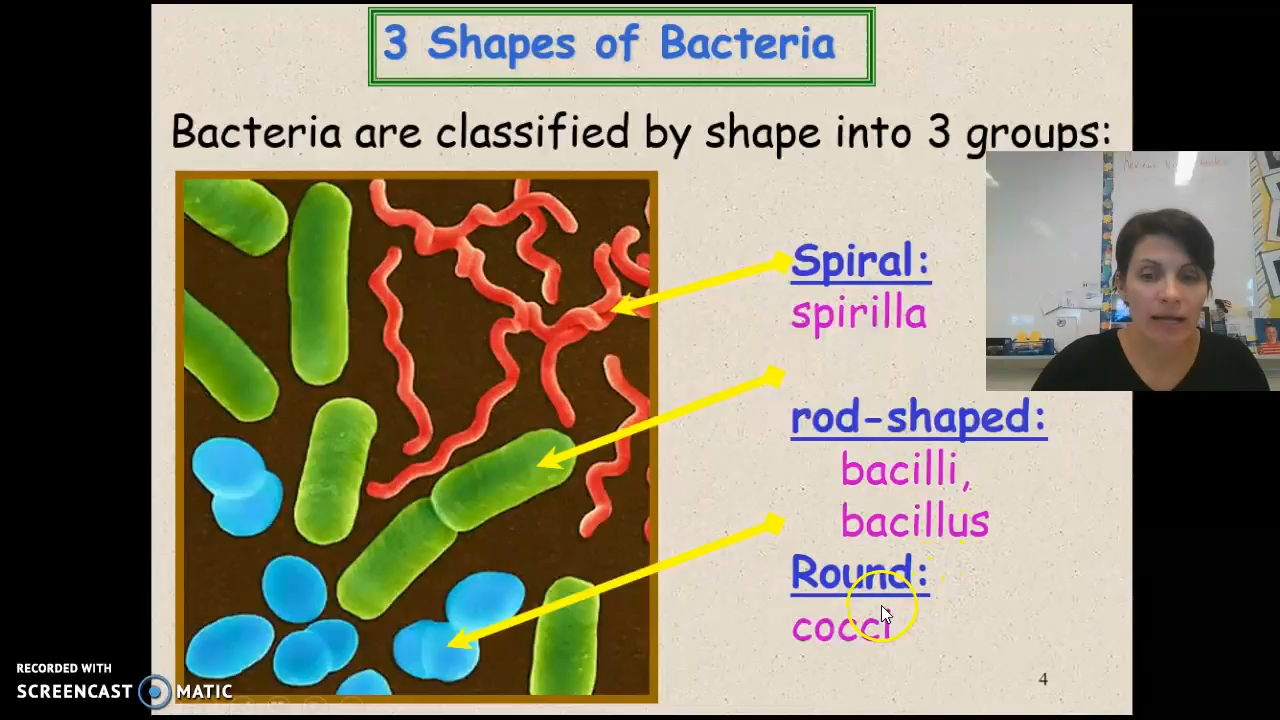 3 Shapes of Bacteria
Bacteria are classified by shape into 3 groups:
Spiral:
spirilla
rod-shaped:
bacilli,
bacillus
Round:
cocci
4
RECORDED WITH
SCREENCAST MATIC